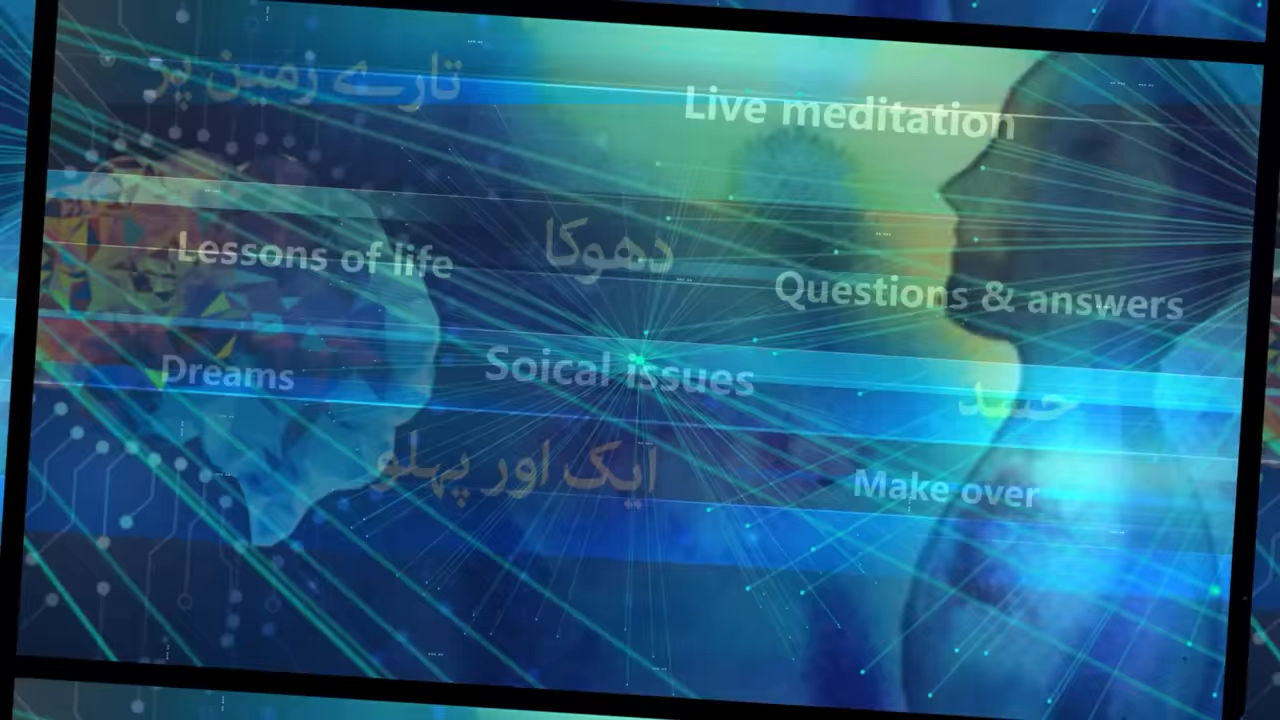 تارے زمین پر
Live meditation
دھوکا
Lessons of life
Questions & answers
Soical issues
Dreams
حسد
ایک اور پہلو
Make over